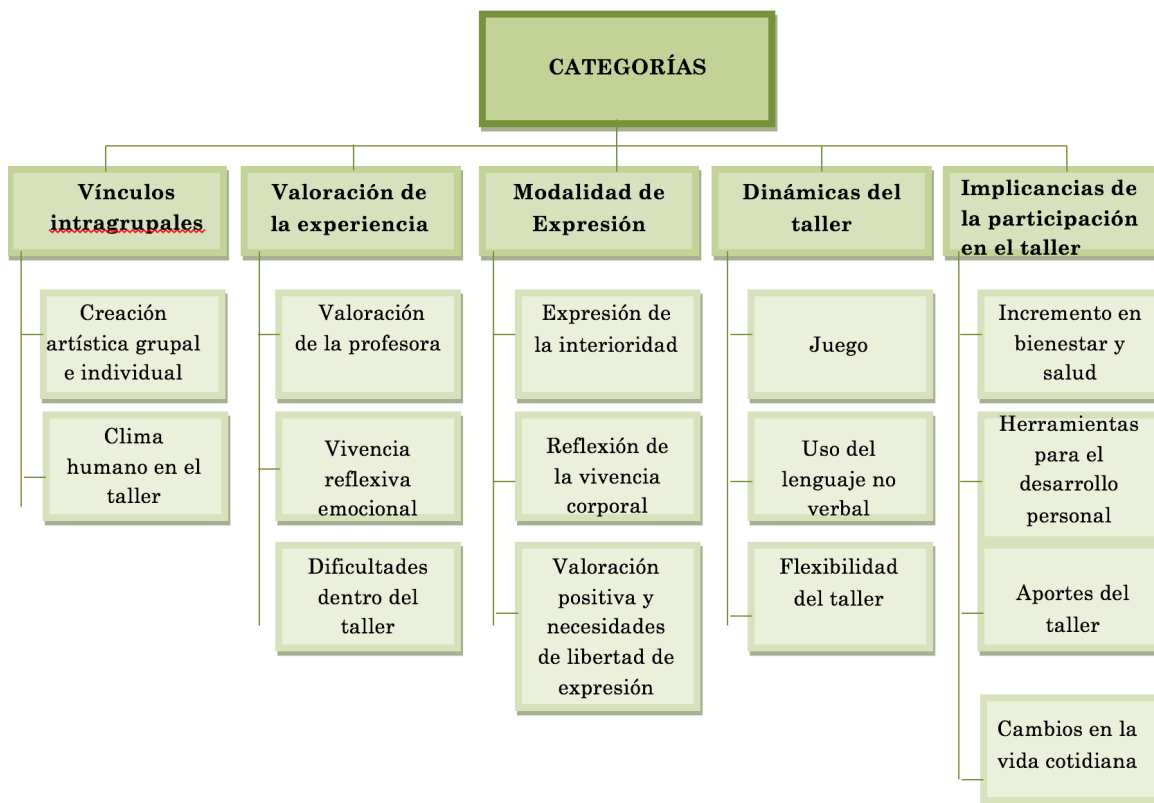 CATEGORÍAS
Vínculos
intragrupales
Creación
artística grupal
e individual
Clima
humano en el
taller
Valoración de
la experiencia
Valoración
de la profesora
Vivencia
reflexiva
emocional
Dificultades
dentro del
taller
Modalidad de
Expresión
Expresión de
la interioridad
Reflexión de
la vivencia
corporal
Valoración
positiva y
necesidades
de libertad de
expresión
Dinámicas del
taller
Juego
Uso del
lenguaje no
verbal
Flexibilidad
del taller
Implicancias de
la participación
en el taller
Incremento en
bienestar y
salud
Herramientas
para el
desarrollo
personal
Aportes del
taller
Cambios en la
vida cotidiana